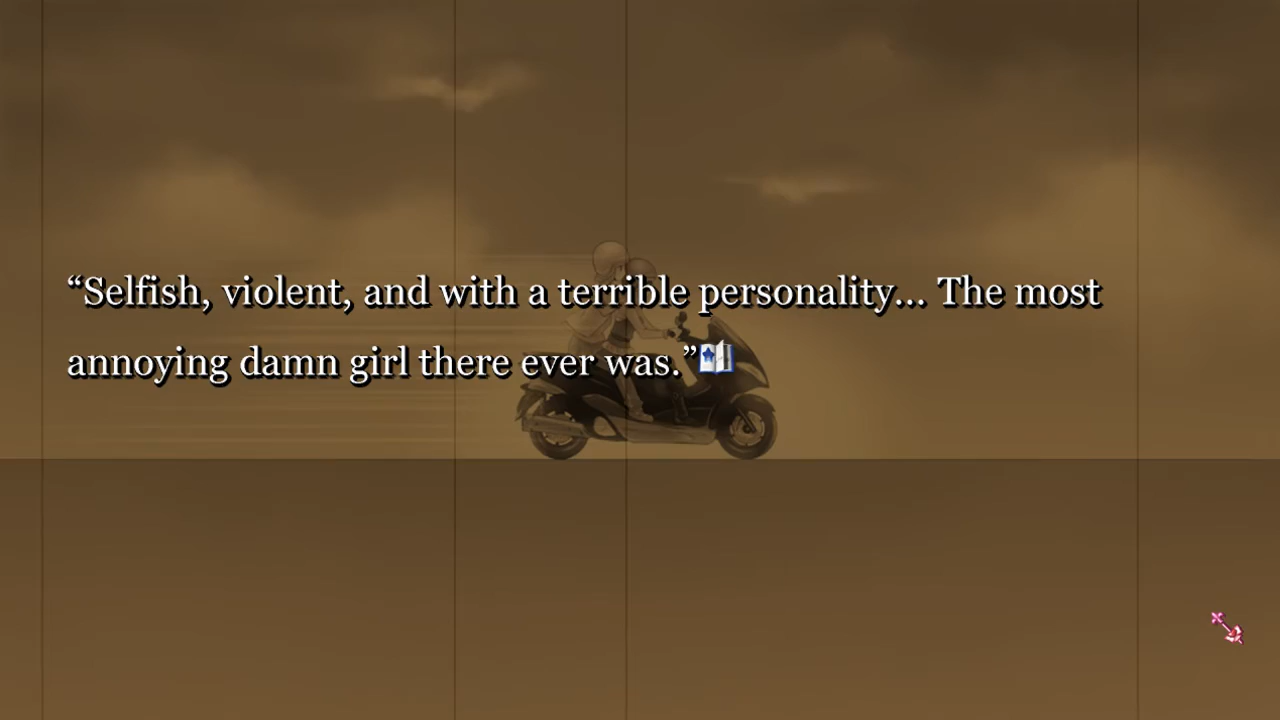 “Selfish, violent, and with a terrible personality... The most
annoying damn girl there ever was.”